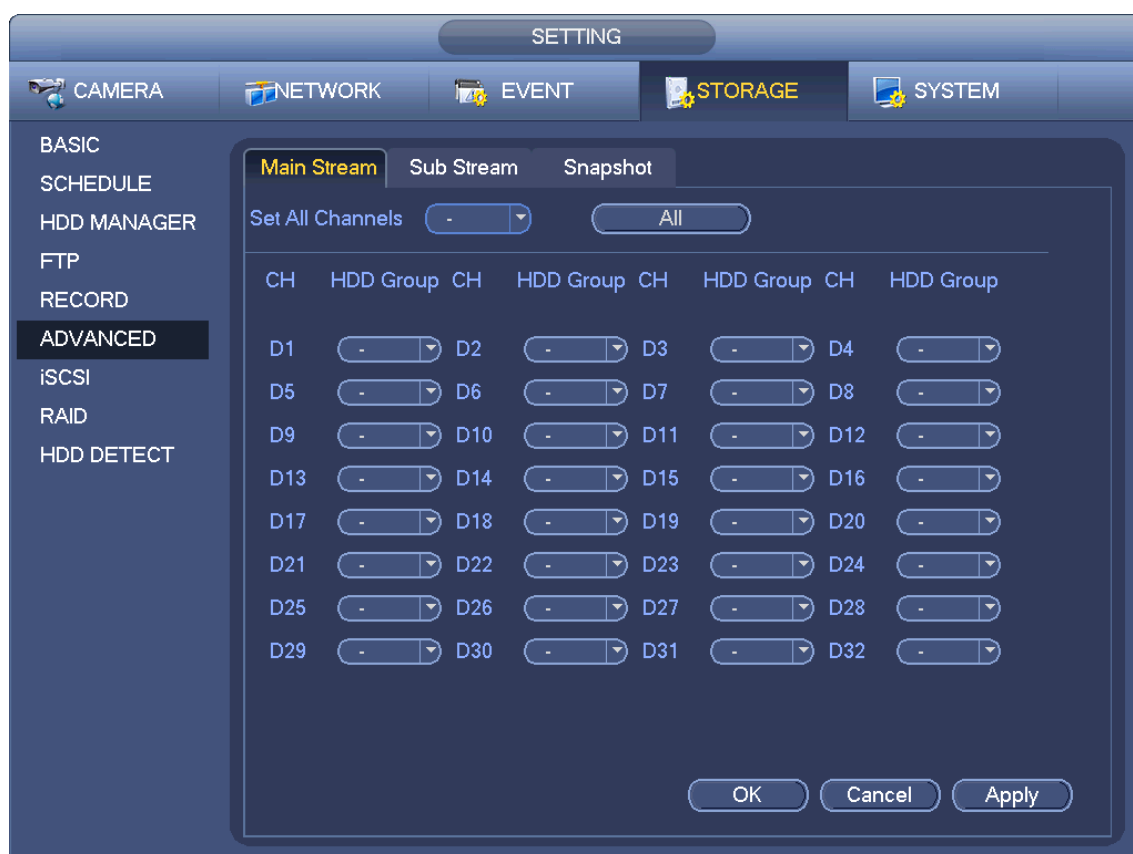 SETTING
CAMERA NETWORK EVENT STORAGE SYSTEM
BASIC
SCHEDULE
HDD MANAGER
FTP
RECORD
ADVANCED
iSCSI
RAID
HDD DETECT
Main Stream Sub Stream Snapshot
Set All Channels - All
CH HDD Group CH HDD Group CH HDD Group CH HDD Group
D1 - D2 - D3 - D4 -
D5 - D6 - D7 - D8 -
D9 - D10 - D11 - D12 -
D13 - D14 - D15 - D16 -
D17 - D18 - D19 - D20 -
D21 - D22 - D23 - D24 -
D25 - D26 - D27 - D28 -
D29 - D30 - D31 - D32 -
OK Cancel Apply